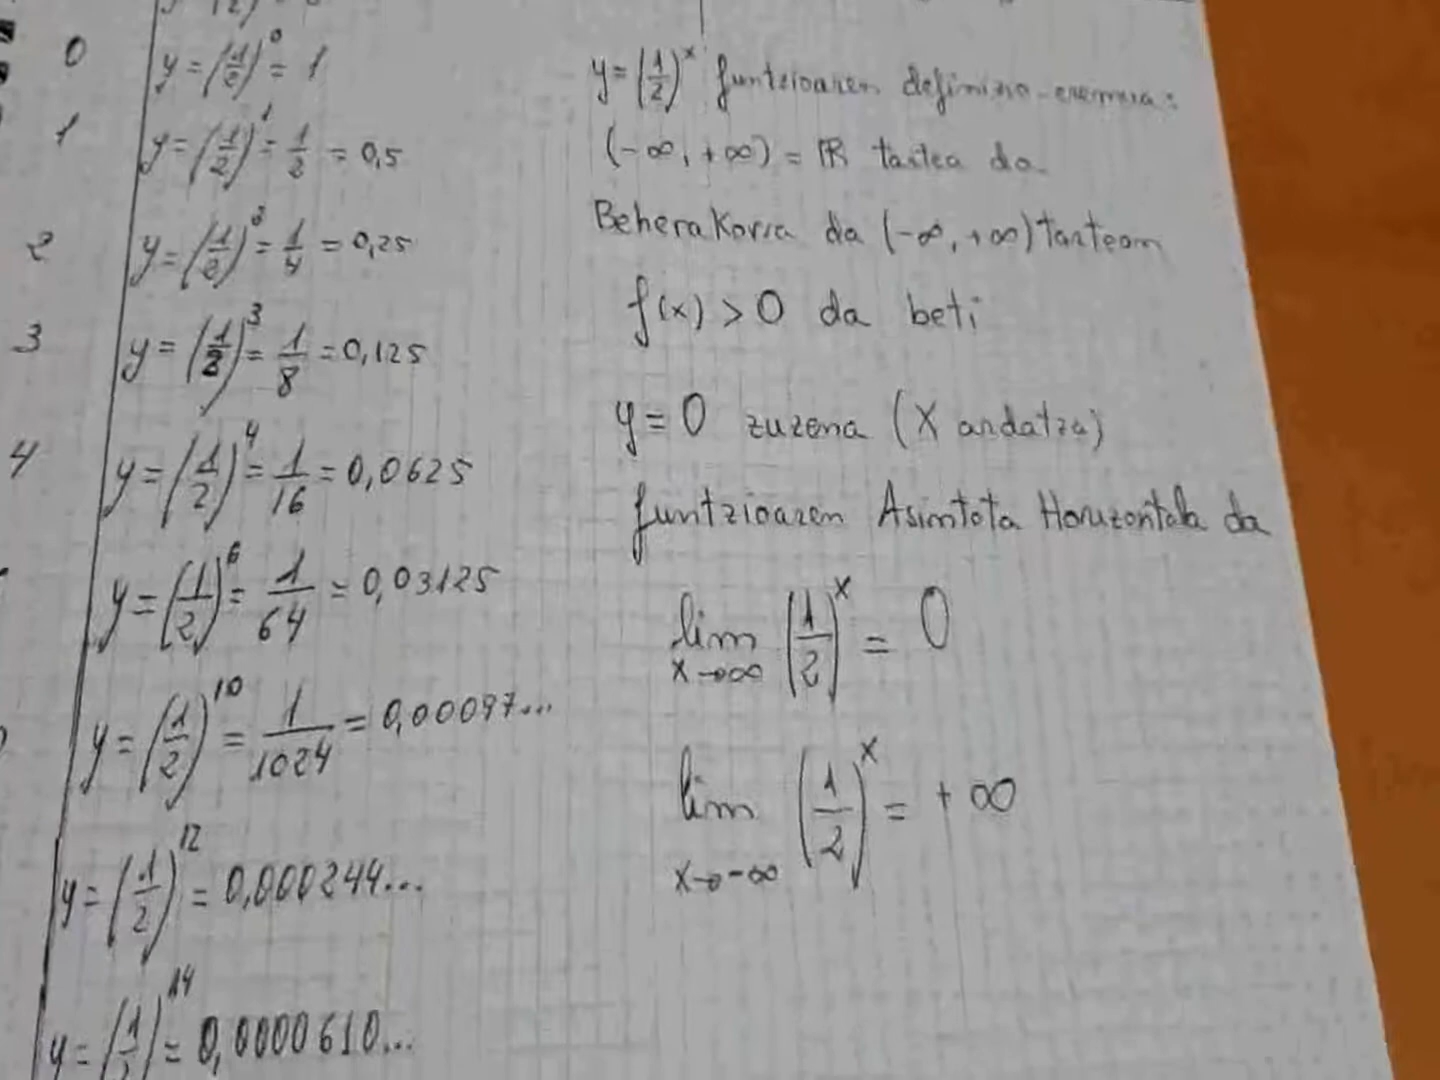 0 y = (1/2)^0 = 1
1 y = (1/2)^1 = 1/2 = 0,5
2 y = (1/2)^2 = 1/4 = 0,25
3 y = (1/2)^3 = 1/8 = 0,125
4 y = (1/2)^4 = 1/16 = 0,0625
y = (1/2)^6 = 1/64 = 0,03125
y = (1/2)^10 = 1/1024 = 0,00097...
y = (1/2)^12 = 0,000244...
y = (1/2)^14 = 0,0000610...
y = (1/2)^x funtzioaren definizio-eremua:
(-∞, +∞) = ℝ tartea da.
Beherakorra da (-∞, +∞) tartean
f(x) > 0 da beti
y = 0 zuzena (X ardatza)
funtzioaren Asintota Horizontala da
lim x→∞ (1/2)^x = 0
lim x→-∞ (1/2)^x = +∞